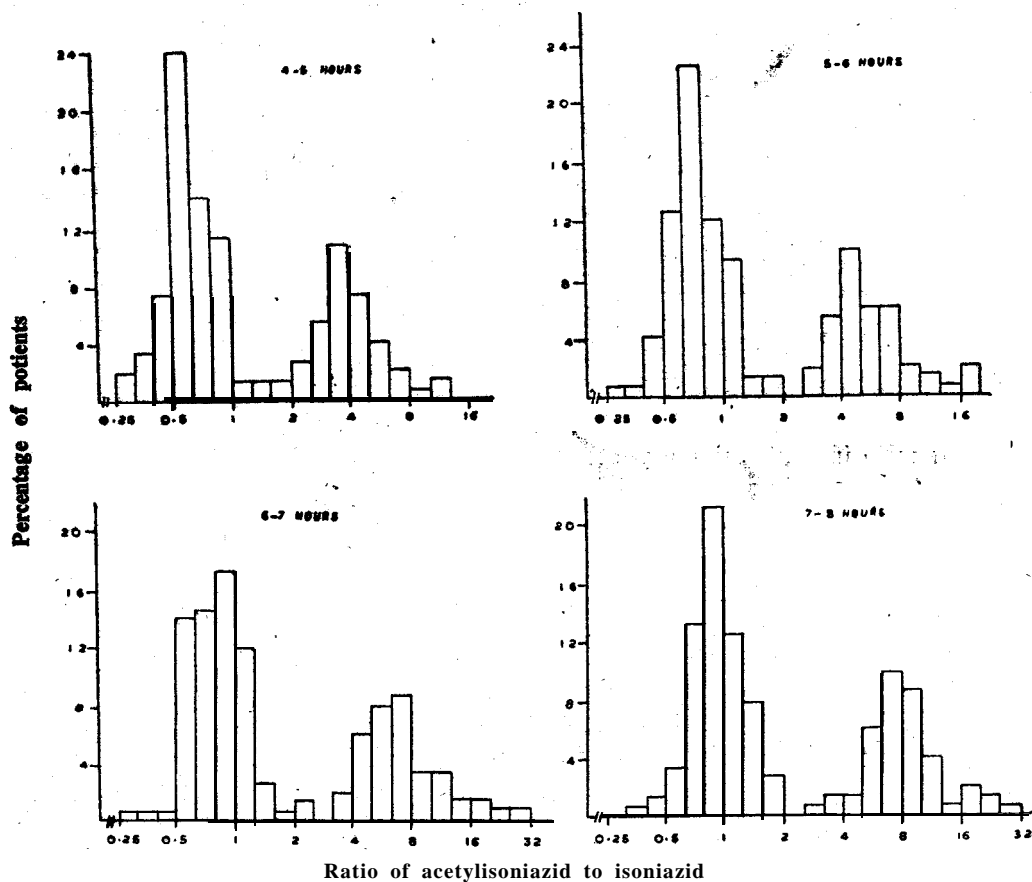 Percentage of potients
4-5 HOURS
24
20
16
12
8
4
0.25 0.5 1 2 4 8 16
5-6 HOURS
24
20
16
12
8
4
0.25 0.5 1 2 4 8 16
6-7 HOURS
20
16
12
8
4
0.25 0.5 1 2 4 8 16 32
7-8 HOURS
20
16
12
8
4
0.25 0.5 1 2 4 8 16 32
Ratio of acetylisoniazid to isoniazid